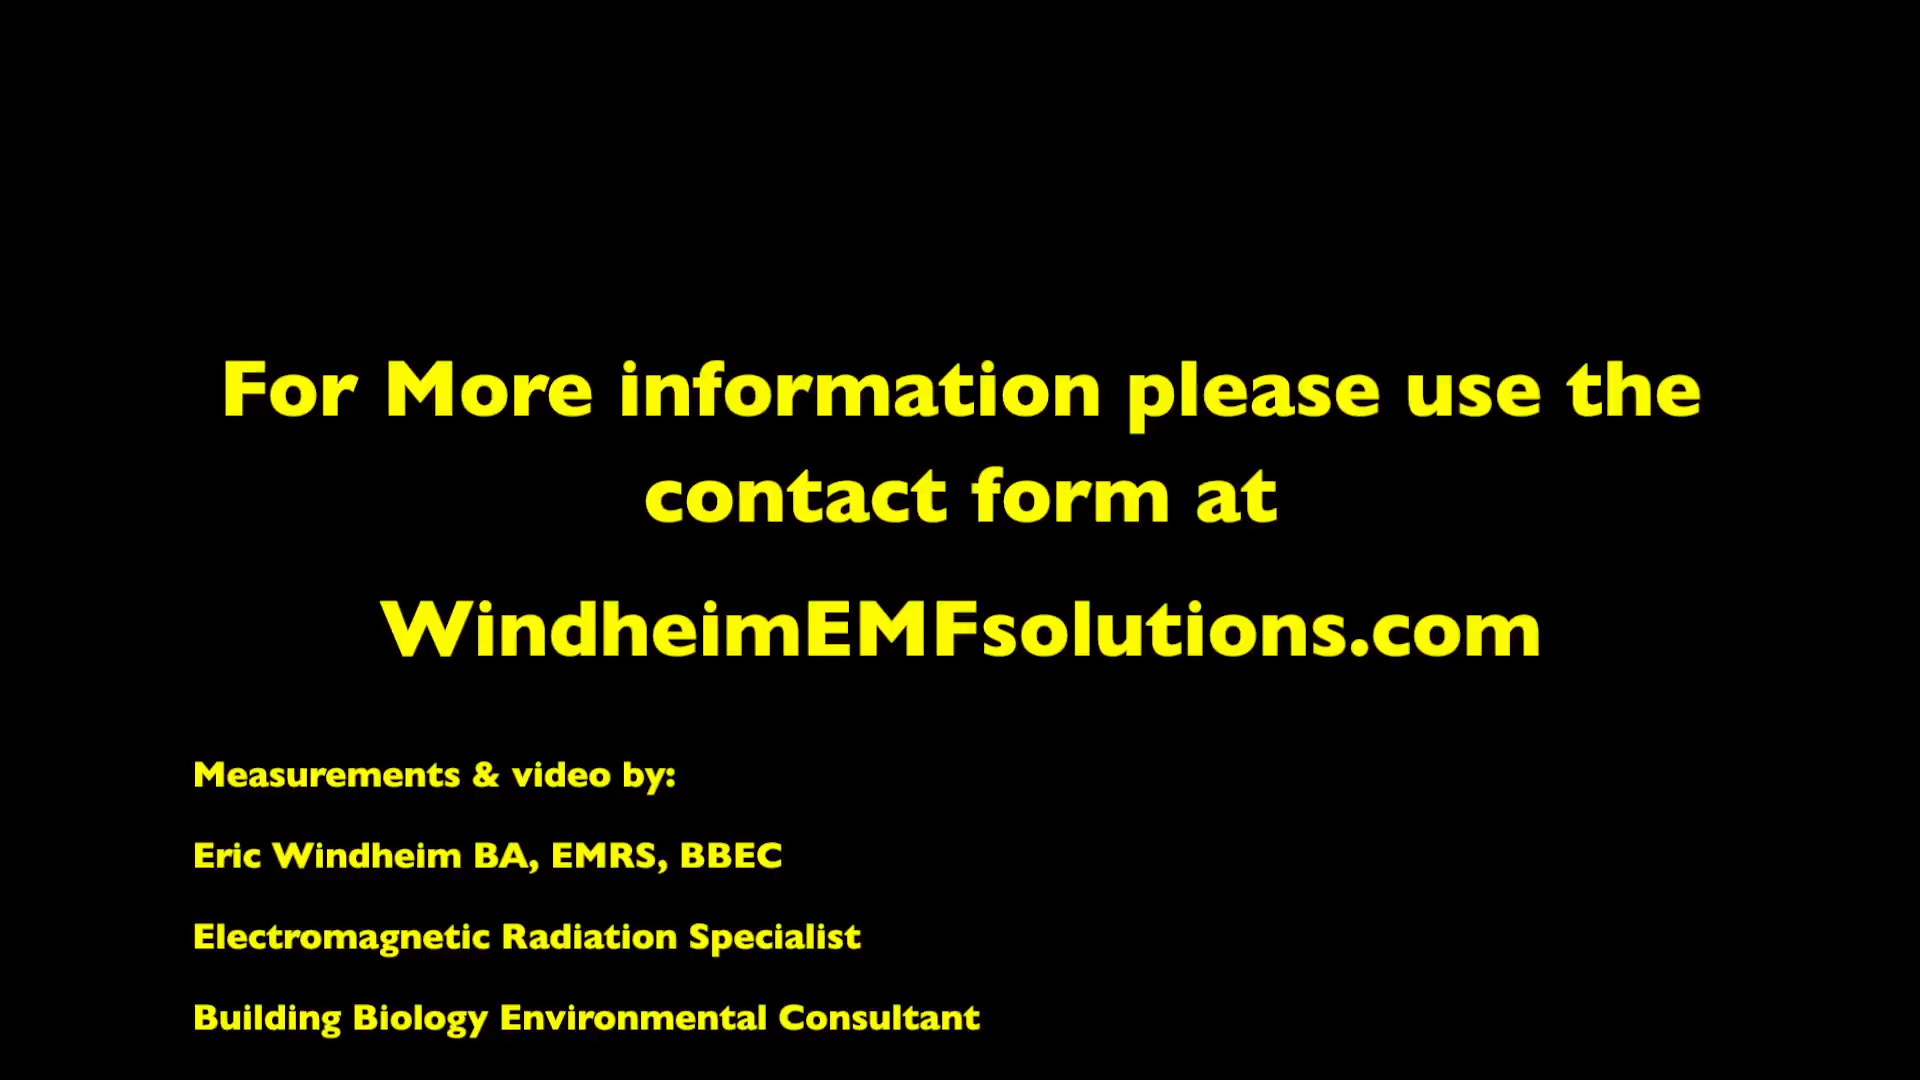 For More information please use the
contact form at
WindheimEMFsolutions.com
Measurements & video by:
Eric Windheim BA, EMRS, BBEC
Electromagnetic Radiation Specialist
Building Biology Environmental Consultant